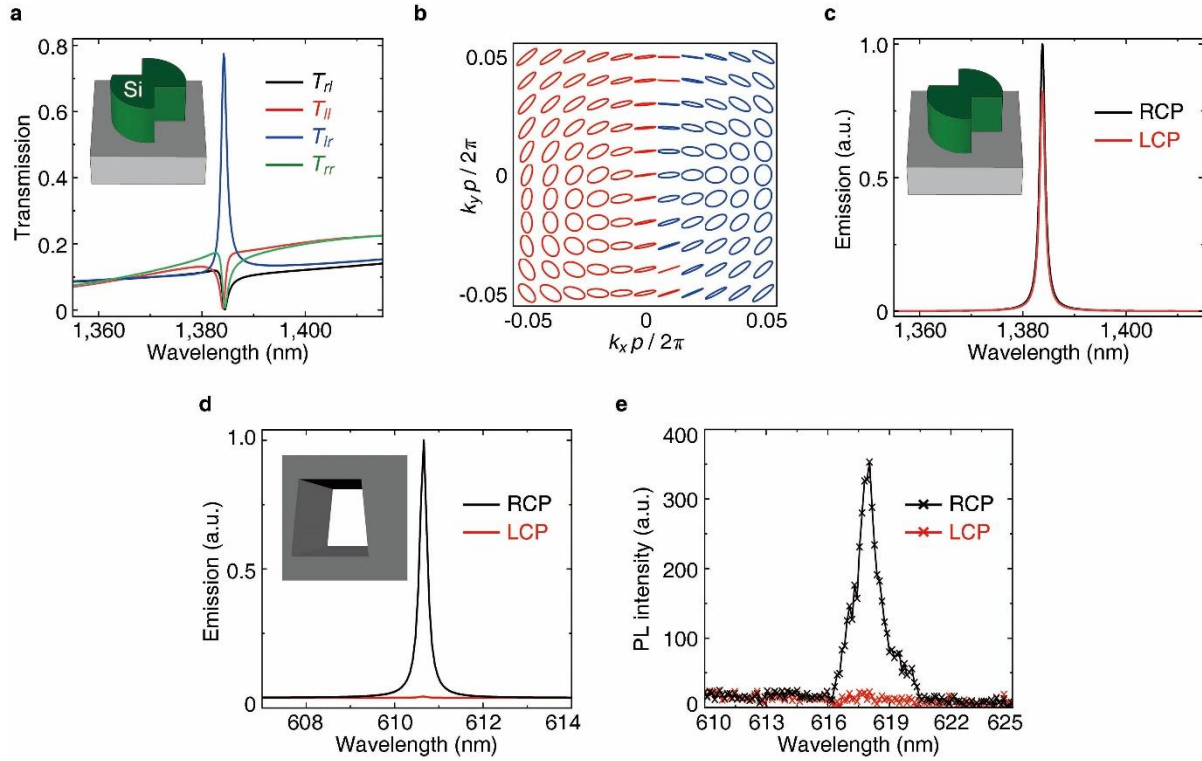 a
0.8
0.6
0.4
0.2
0
Transmission
Si
T_rl
T_ll
T_lr
T_rr
1,360
1,380
1,400
Wavelength (nm)
b
0.05
0
-0.05
k_y p / 2π
-0.05
0
0.05
k_x p / 2π
c
1.0
0.5
0
Emission (a.u.)
RCP
LCP
1,360
1,380
1,400
Wavelength (nm)
d
1.0
0.5
0
Emission (a.u.)
RCP
LCP
608
610
612
614
Wavelength (nm)
e
400
300
200
100
0
PL intensity (a.u.)
RCP
LCP
610
613
616
619
622
625
Wavelength (nm)